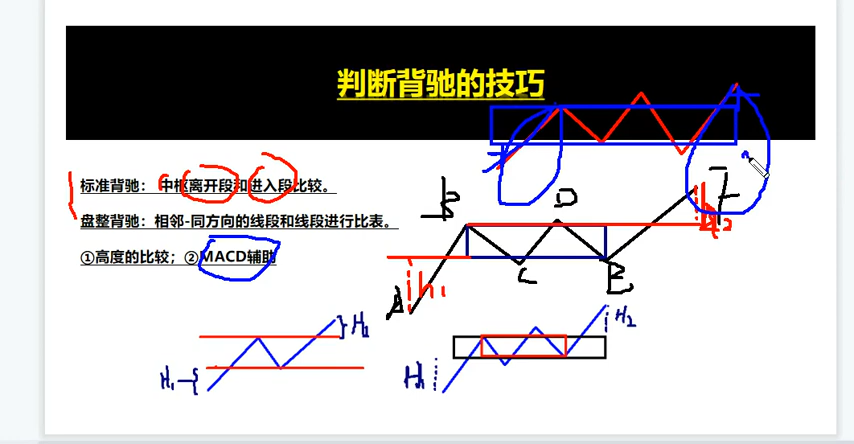 判断背驰的技巧
标准背驰：中枢离开段和进入段比较。
盘整背驰：相邻-同方向的线段和线段进行比表。
①高度的比较；②MACD辅助
B
D
F
h2
C
E
A
h1
H2
H1
H2
H1